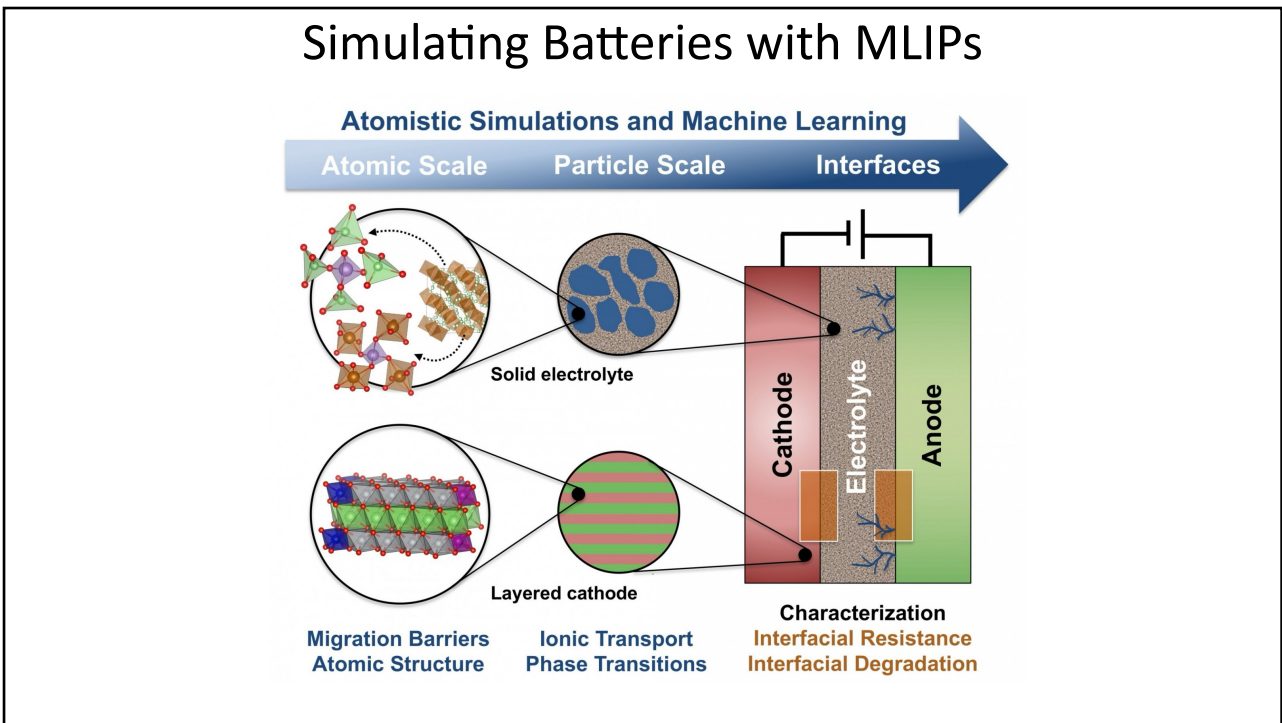 Simulating Batteries with MLIPs
Atomistic Simulations and Machine Learning
Atomic Scale Particle Scale Interfaces
Solid electrolyte
Cathode
Electrolyte
Anode
Layered cathode
Characterization
Migration Barriers Ionic Transport Interfacial Resistance
Atomic Structure Phase Transitions Interfacial Degradation